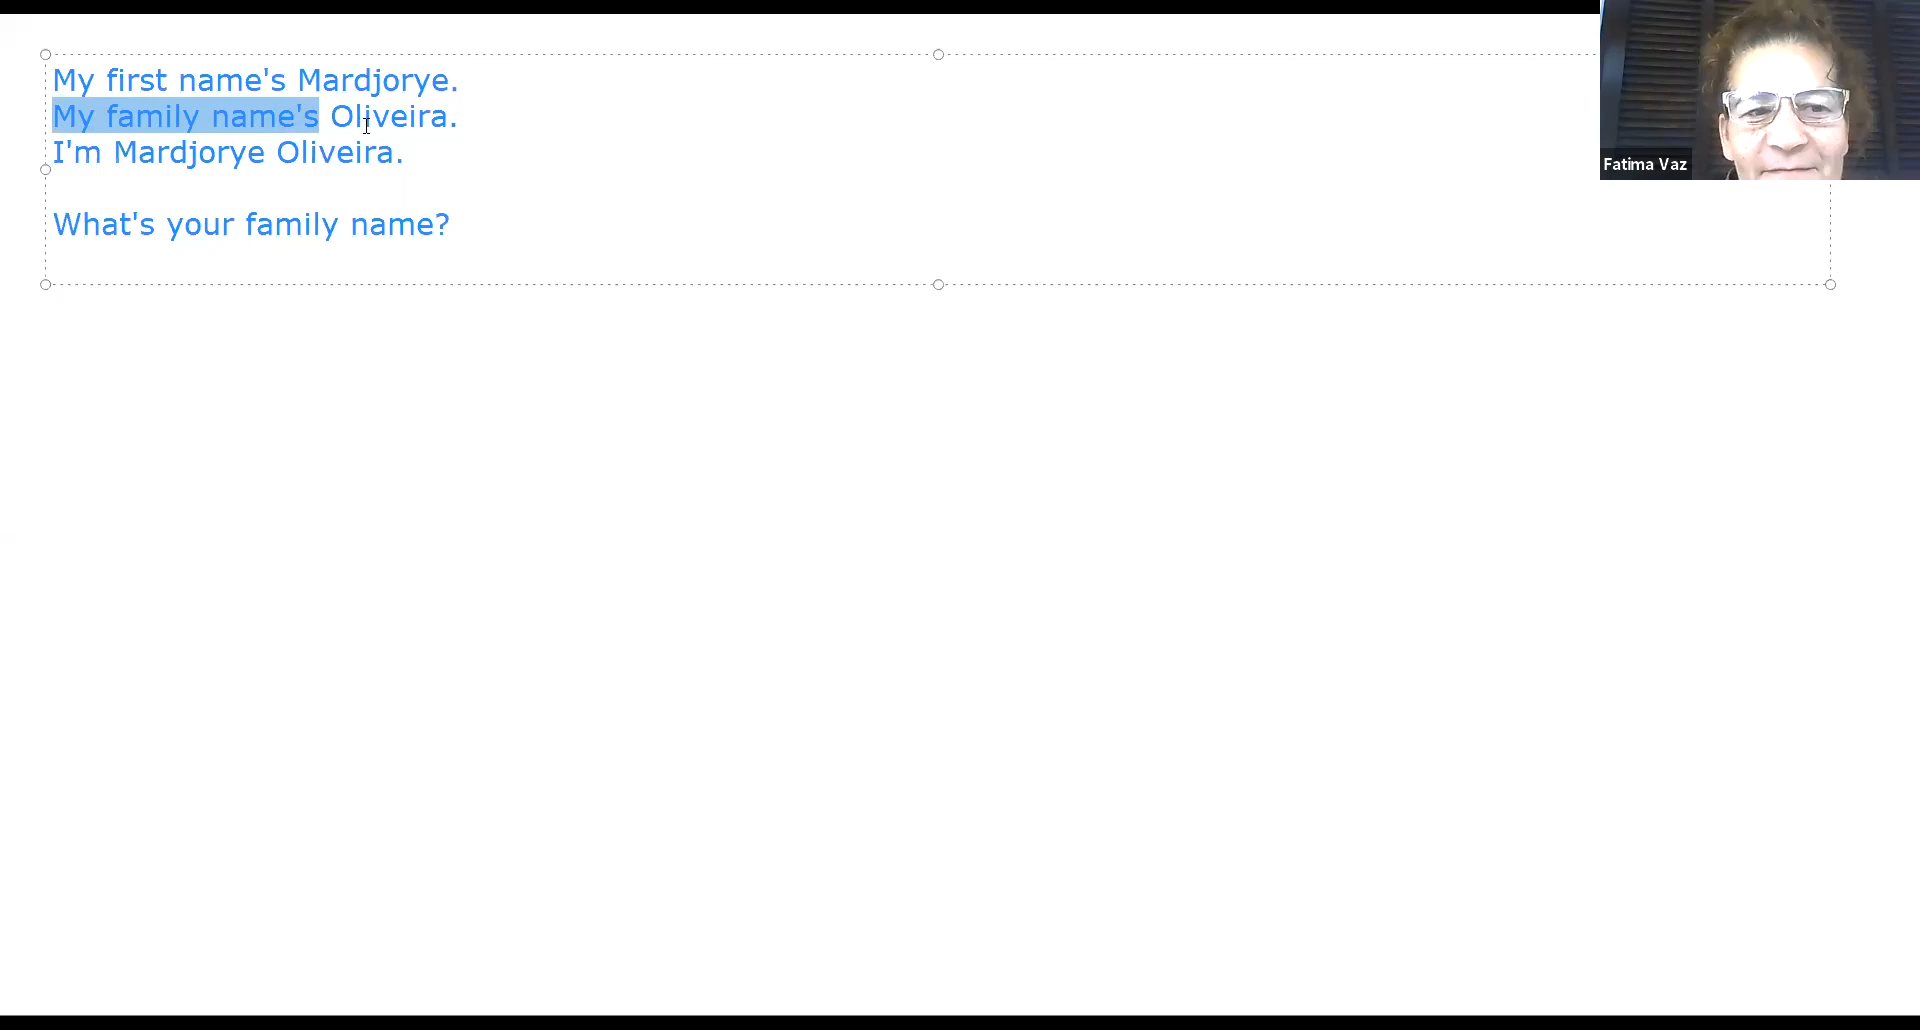 My first name's Mardjorye.
My family name's Oliveira.
I'm Mardjorye Oliveira.
What's your family name?
Fatima Vaz